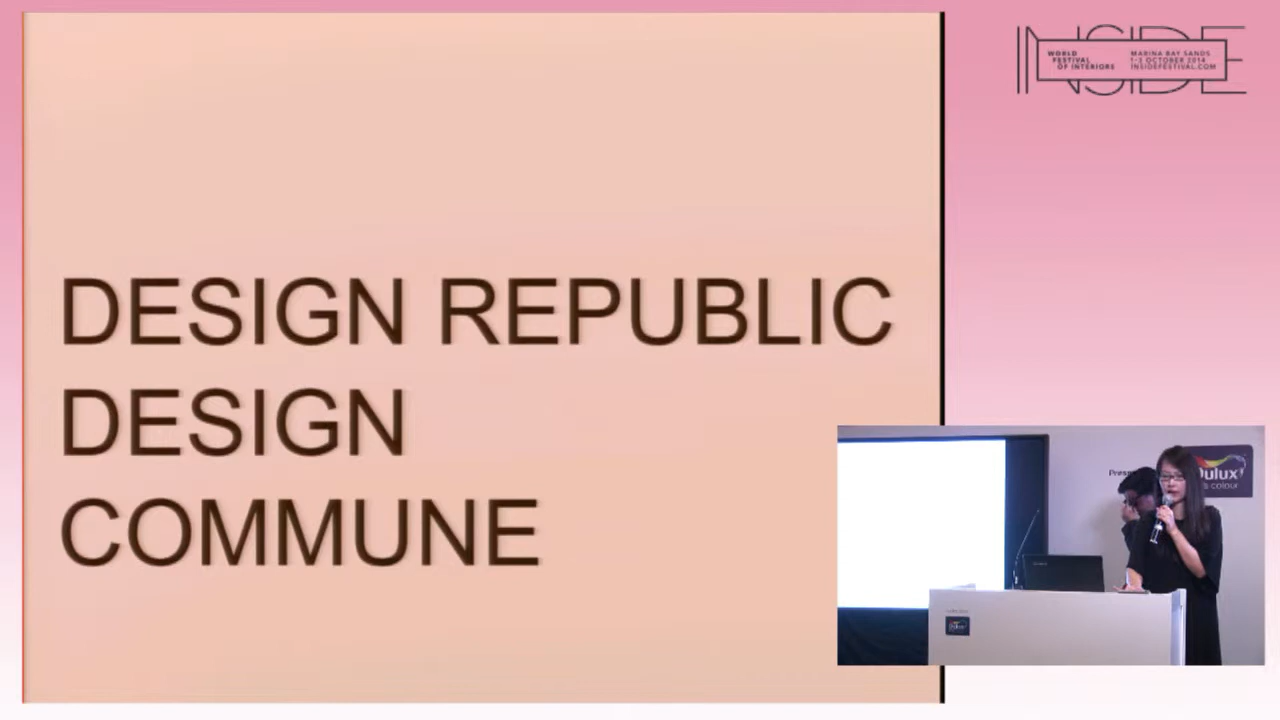 INSIDE
WORLD
FESTIVAL
OF INTERIORS
MARINA BAY SANDS
1-3 OCTOBER 2014
INSIDEFESTIVAL.COM
DESIGN REPUBLIC
DESIGN
COMMUNE
Dulux
colour